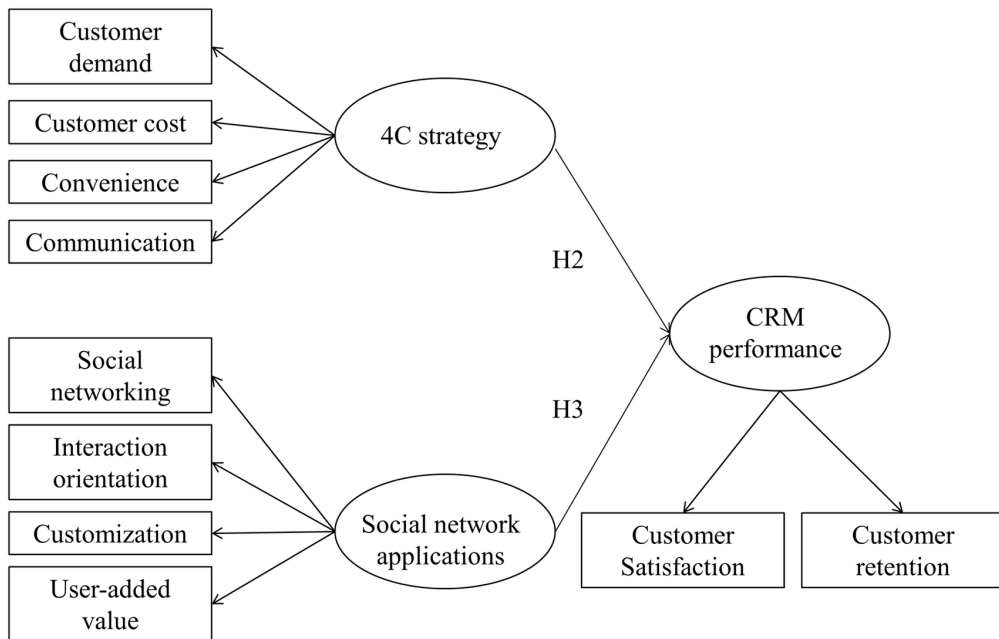 Customer
demand
Customer cost
Convenience
Communication
4C strategy
H2
CRM
performance
H3
Social
networking
Interaction
orientation
Customization
User-added
value
Social network
applications
Customer
Satisfaction
Customer
retention